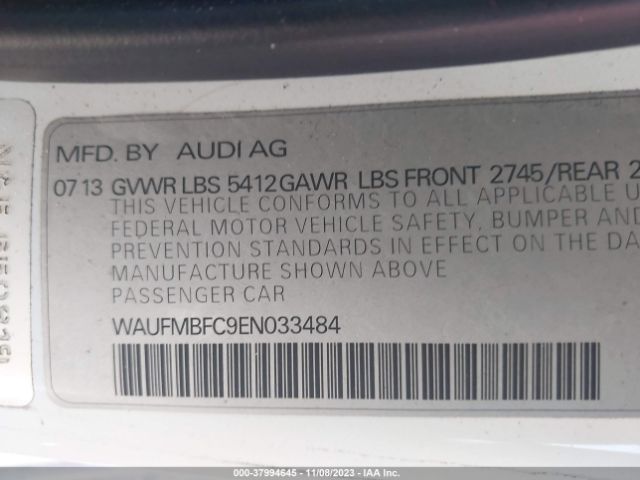 MFD. BY AUDI AG
07 13 GVWR LBS 5412 GAWR LBS FRONT 2745/REAR 2
THIS VEHICLE CONFORMS TO ALL APPLICABLE U
FEDERAL MOTOR VEHICLE SAFETY, BUMPER AND
PREVENTION STANDARDS IN EFFECT ON THE DA
MANUFACTURE SHOWN ABOVE
PASSENGER CAR
WAUFMBFC9EN033484
000-37994645 | 11/08/2023 - IAA Inc.